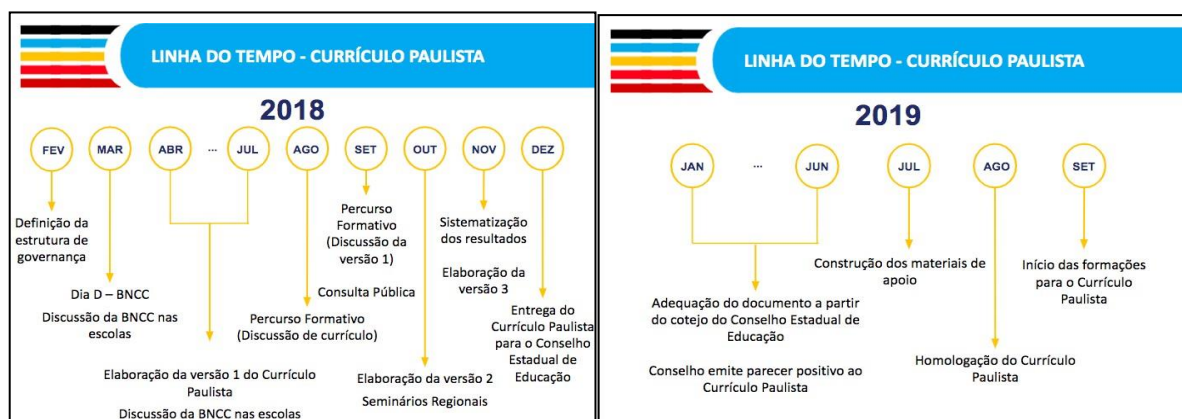 LINHA DO TEMPO - CURRÍCULO PAULISTA
2018
FEV
MAR
ABR
...
JUL
AGO
SET
OUT
NOV
DEZ
Definição da
estrutura de
governança
Dia D – BNCC
Discussão da BNCC nas
escolas
Elaboração da versão 1 do Currículo
Paulista
Discussão da BNCC nas escolas
Percurso Formativo
(Discussão de currículo)
Percurso
Formativo
(Discussão da
versão 1)
Consulta Pública
Elaboração da versão 2
Seminários Regionais
Sistematização
dos resultados
Elaboração da
versão 3
Entrega do
Currículo Paulista
para o Conselho
Estadual de
Educação
LINHA DO TEMPO - CURRÍCULO PAULISTA
2019
JAN
...
JUN
JUL
AGO
SET
Adequação do documento a partir
do cotejo do Conselho Estadual de
Educação
Conselho emite parecer positivo ao
Currículo Paulista
Construção dos materiais de
apoio
Homologação do Currículo
Paulista
Início das formações
para o Currículo
Paulista